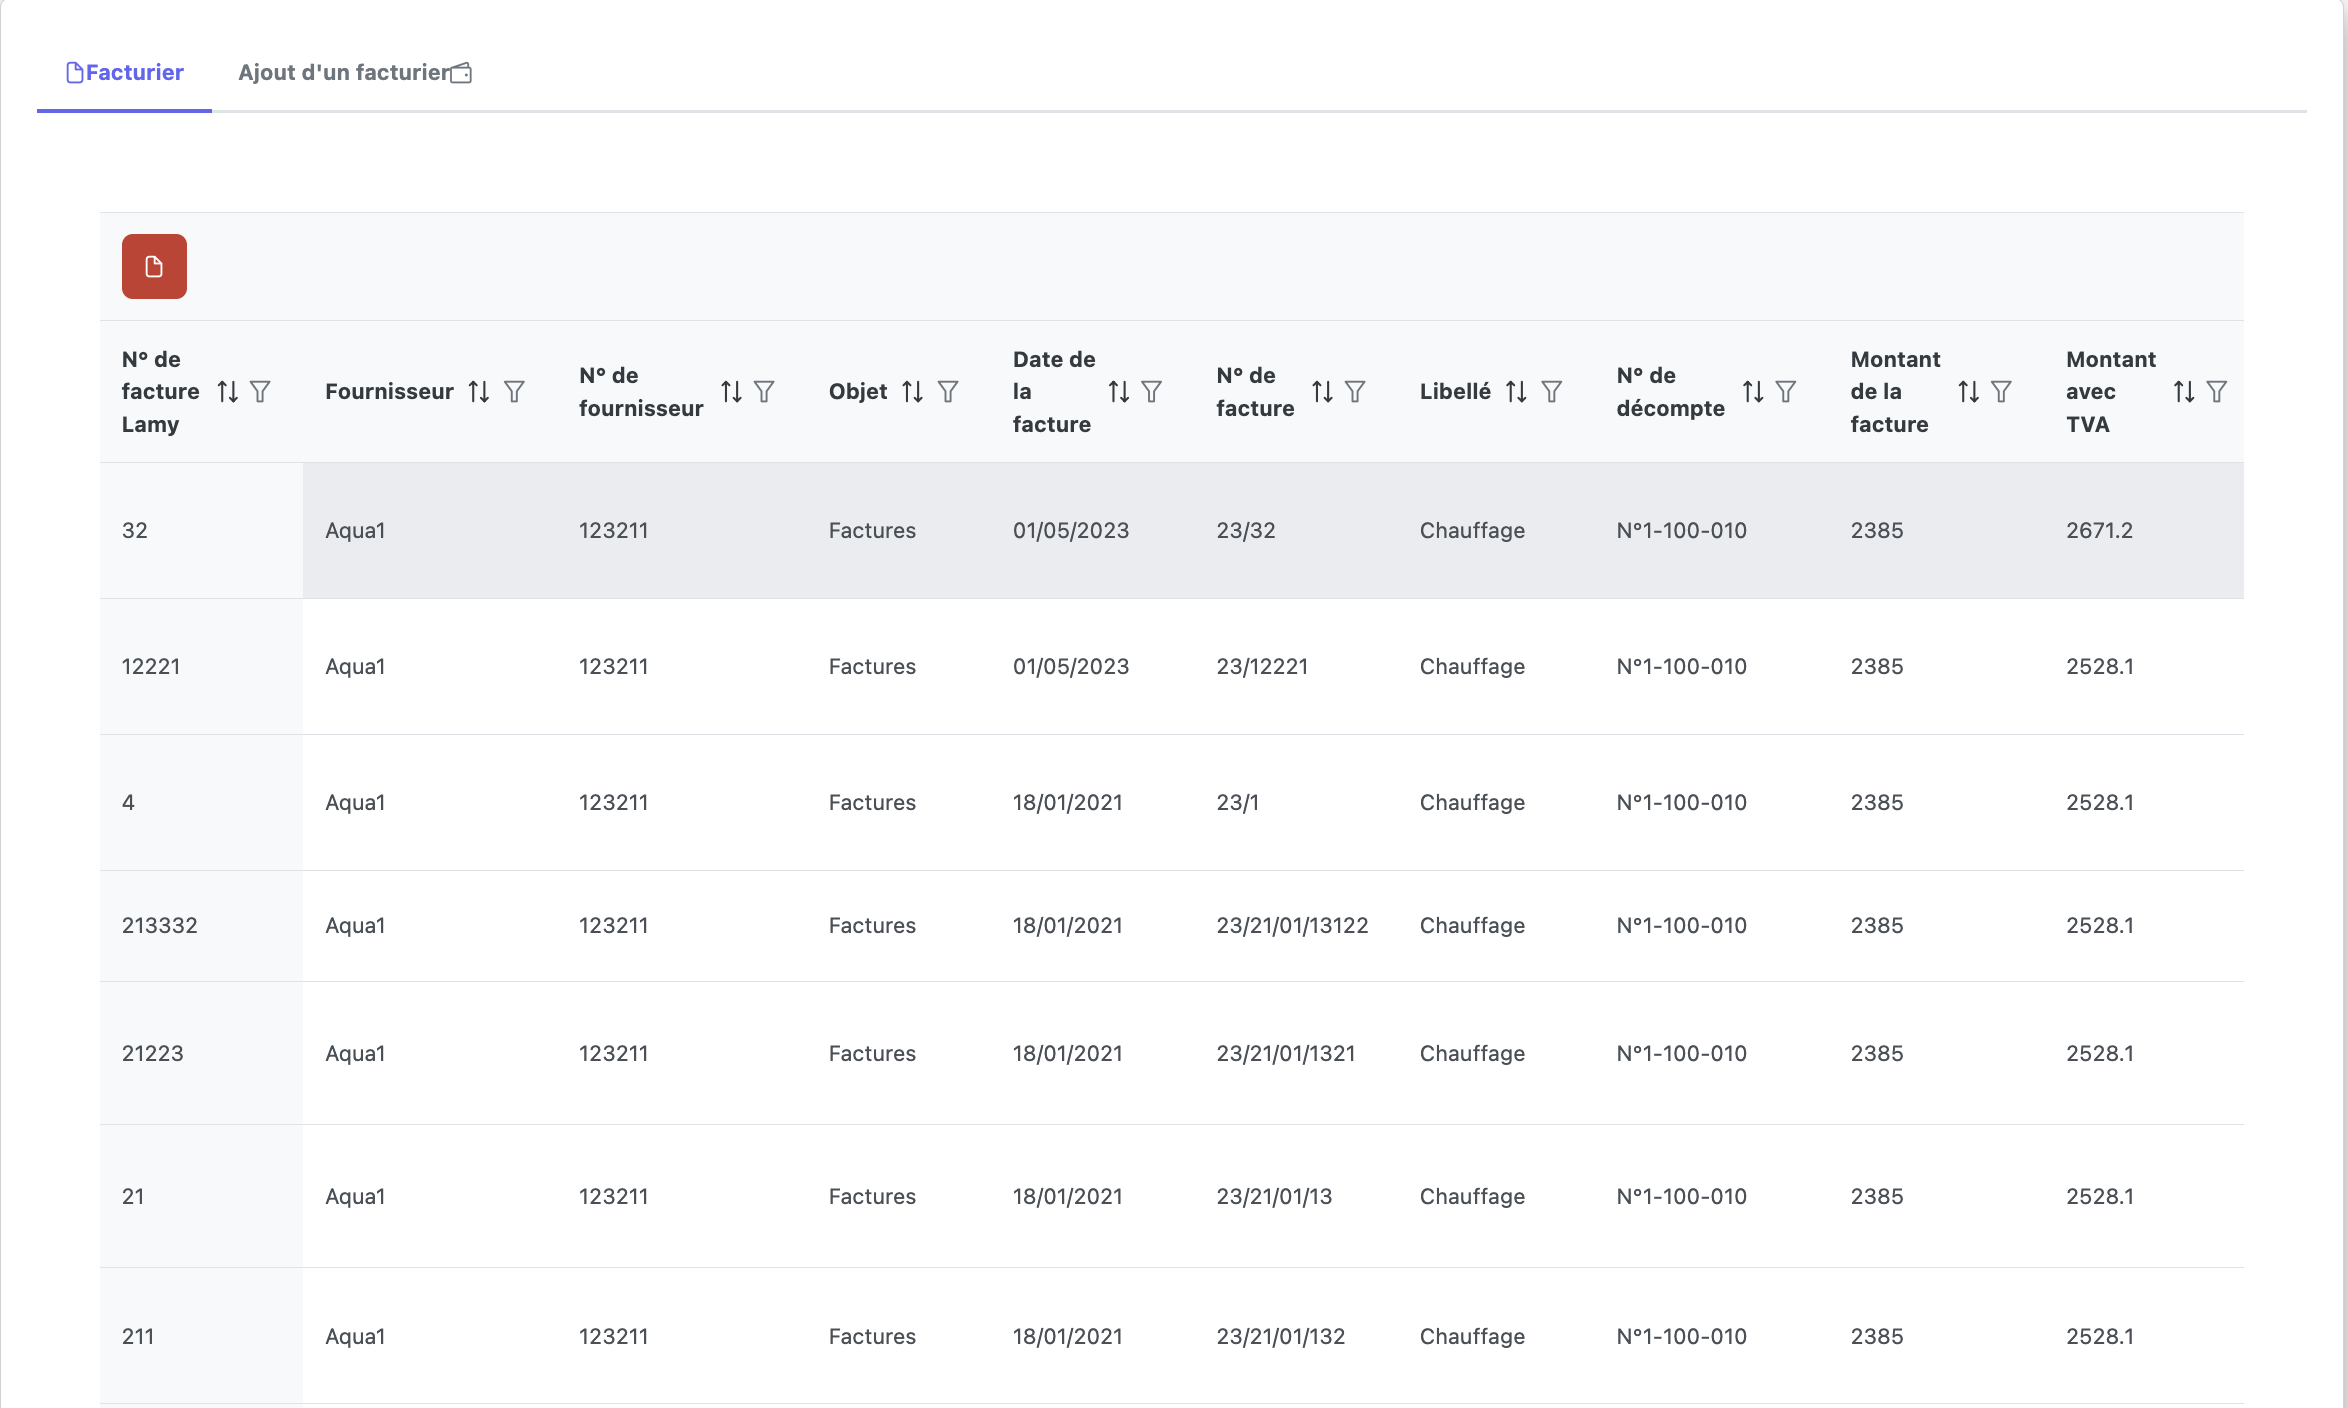 Facturier Ajout d'un facturier
N° de facture Lamy Fournisseur N° de fournisseur Objet Date de la facture N° de facture Libellé N° de décompte Montant de la facture Montant avec TVA
32 Aqua1 123211 Factures 01/05/2023 23/32 Chauffage N°1-100-010 2385 2671.2
12221 Aqua1 123211 Factures 01/05/2023 23/12221 Chauffage N°1-100-010 2385 2528.1
4 Aqua1 123211 Factures 18/01/2021 23/1 Chauffage N°1-100-010 2385 2528.1
213332 Aqua1 123211 Factures 18/01/2021 23/21/01/13122 Chauffage N°1-100-010 2385 2528.1
21223 Aqua1 123211 Factures 18/01/2021 23/21/01/1321 Chauffage N°1-100-010 2385 2528.1
21 Aqua1 123211 Factures 18/01/2021 23/21/01/13 Chauffage N°1-100-010 2385 2528.1
211 Aqua1 123211 Factures 18/01/2021 23/21/01/132 Chauffage N°1-100-010 2385 2528.1